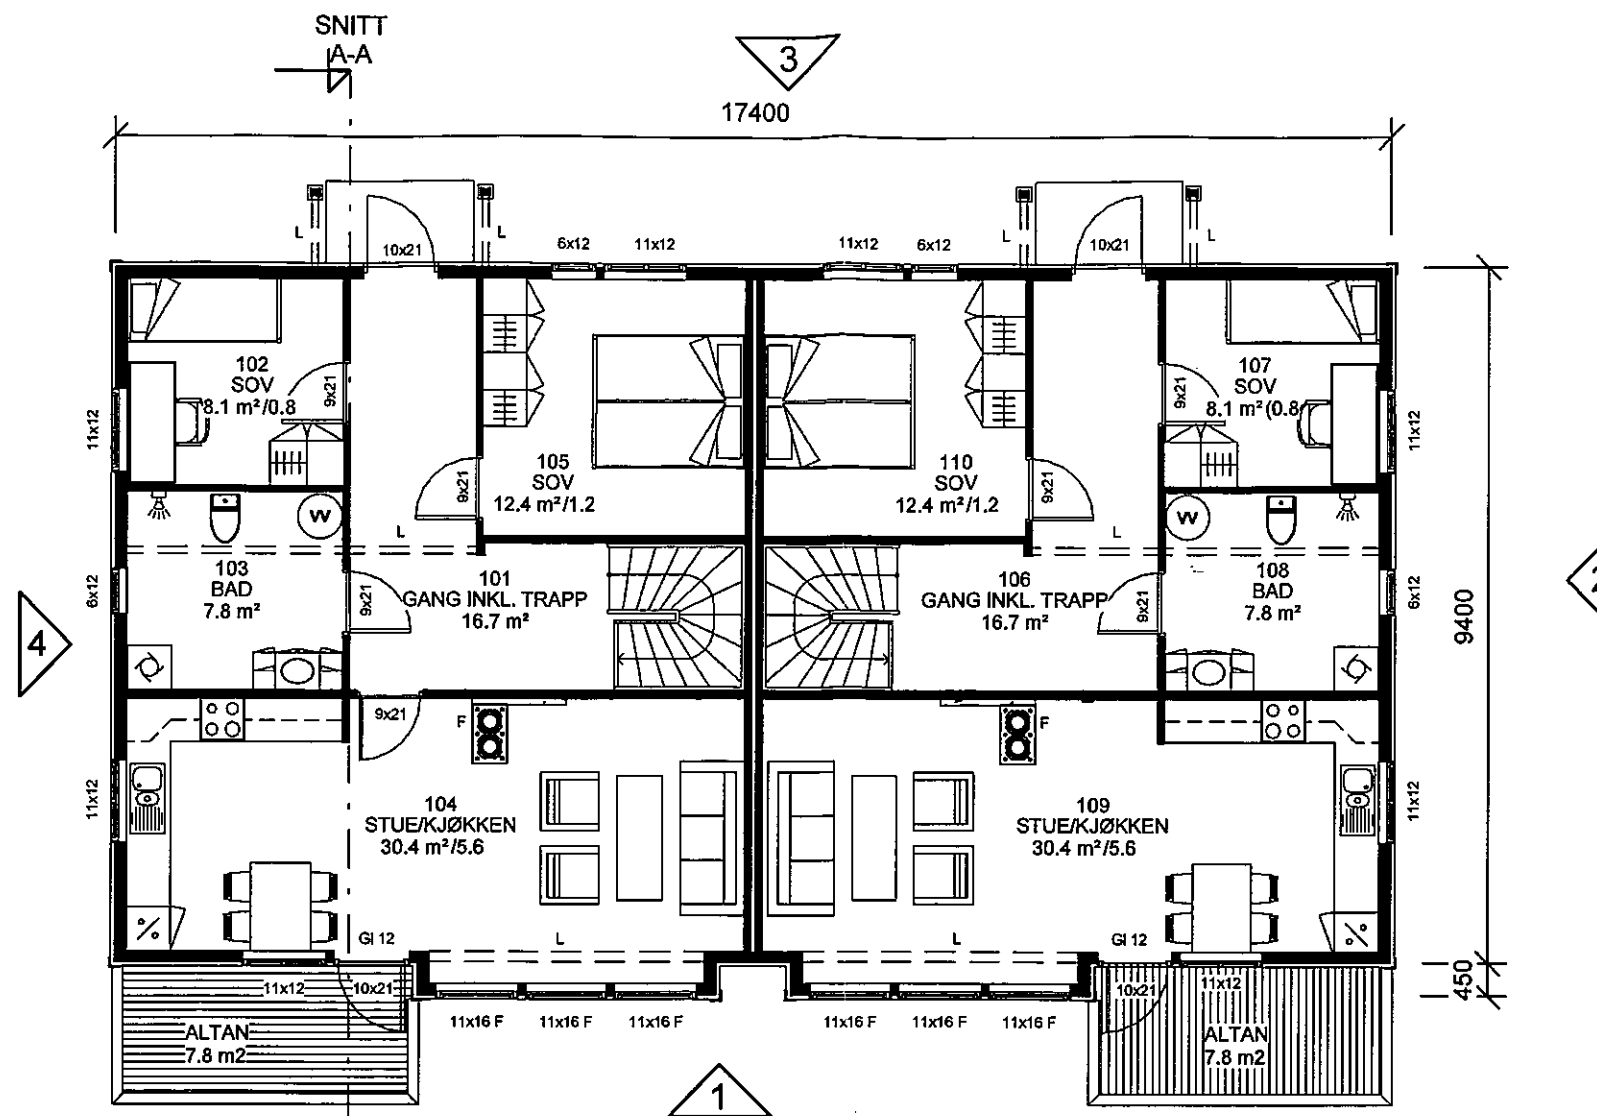 SNITT
A-A
3
17400
L
L
L
L
10x21
6x12
11x12
11x12
6x12
10x21
102
SOV
8.1 m²/0.8
9x21
11x12
105
SOV
12.4 m²/1.2
9x21
110
SOV
12.4 m²/1.2
9x21
107
SOV
8.1 m²(0.8
9x21
11x12
VV
VV
L
L
103
BAD
7.8 m²
6x12
9x21
101
GANG INKL. TRAPP
16.7 m²
106
GANG INKL. TRAPP
16.7 m²
9x21
108
BAD
7.8 m²
6x12
9400
4
9x21
F
F
11x12
104
STUE/KJØKKEN
30.4 m²/5.6
109
STUE/KJØKKEN
30.4 m²/5.6
11x12
GI 12
L
L
GI 12
450
11x12
10x21
10x21
11x12
11x16 F
11x16 F
11x16 F
11x16 F
11x16 F
11x16 F
ALTAN
7.8 m2
ALTAN
7.8 m2
1